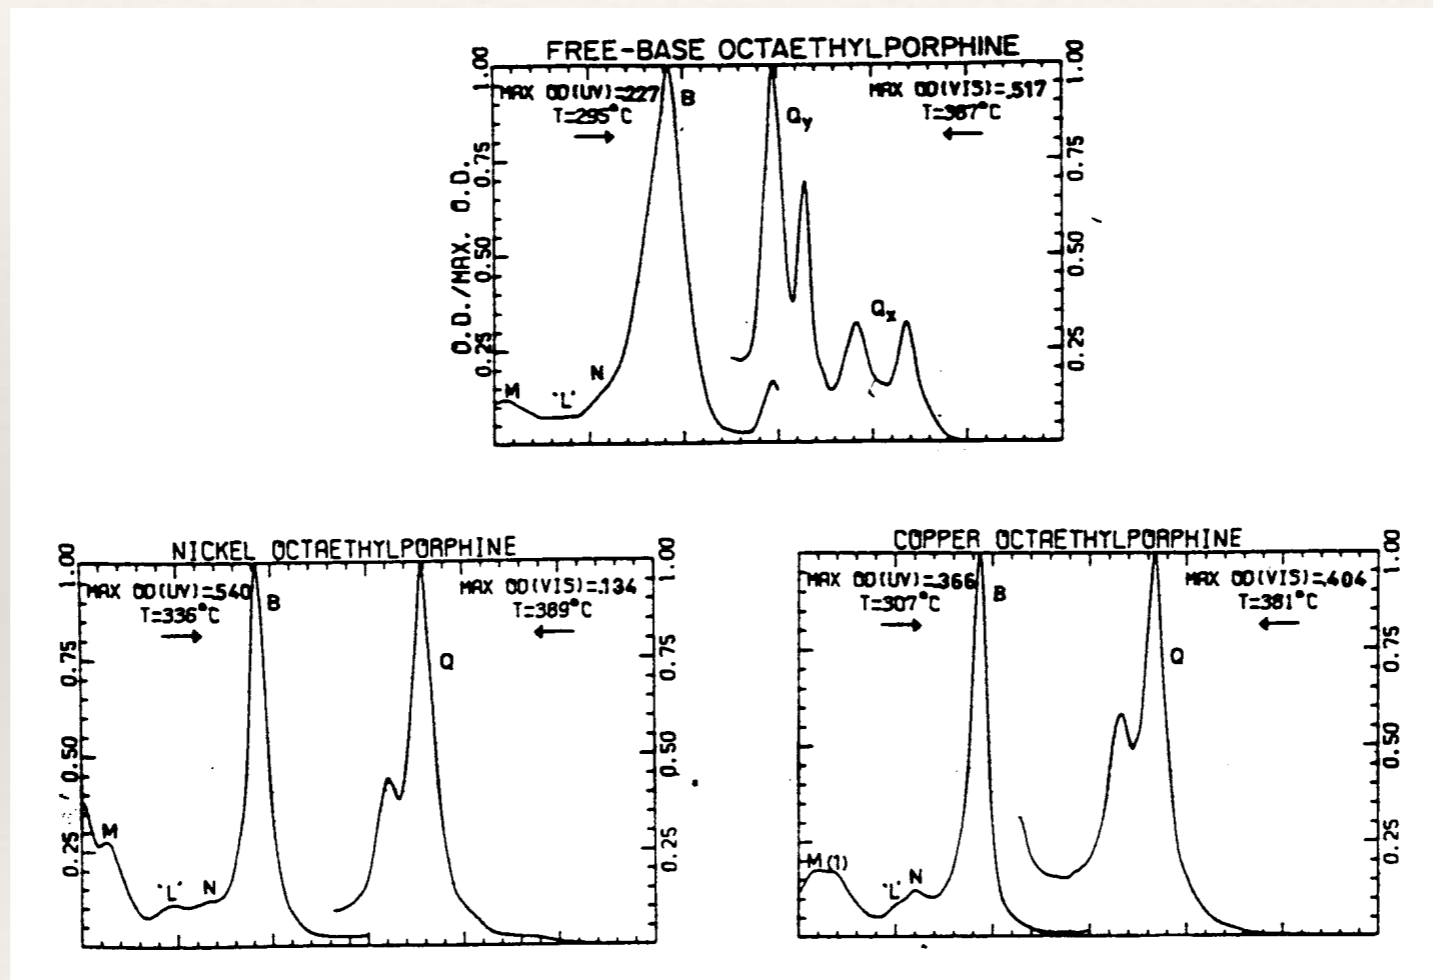 FREE-BASE OCTAETHYLPORPHINE
1.00
1.00
MAX OD(UV)=.227
B
MAX OD(VIS)=.517
T=295°C
Qy
T=387°C
0.75
0.75
O.D./MAX. O.D.
0.50
0.50
Qx
0.25
0.25
M
"L"
N
NICKEL OCTAETHYLPORPHINE
1.00
1.00
MAX OD(UV)=.540
B
MAX OD(VIS)=.134
T=336°C
T=389°C
0.75
0.75
Q
0.50
0.50
0.25
0.25
M
"L"
N
COPPER OCTAETHYLPORPHINE
1.00
MAX OD(UV)=.366
B
MAX OD(VIS)=.404
T=307°C
T=381°C
0.75
Q
0.50
0.25
M(1)
"L"
N